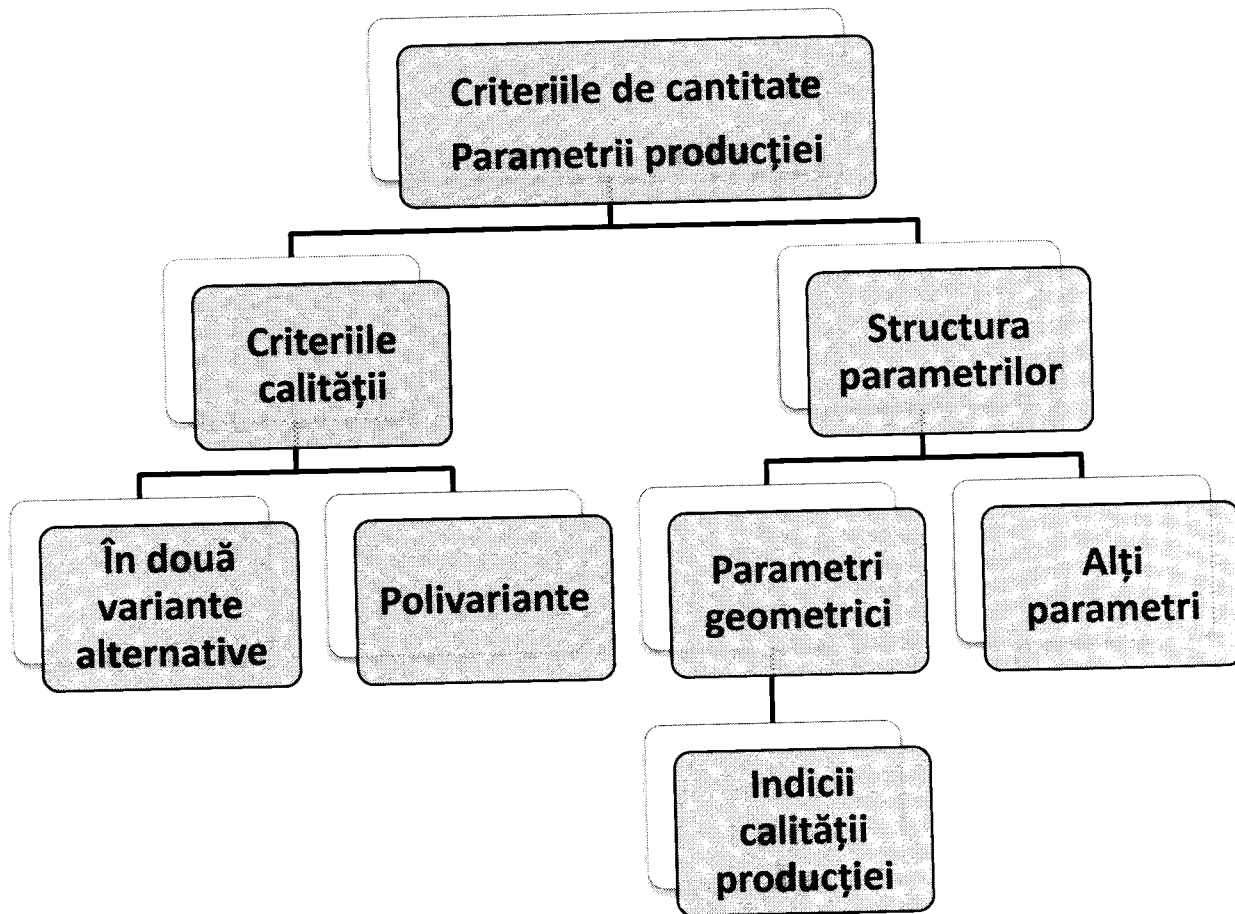 Criteriile de cantitate
Parametrii producției
Criteriile
calității
Structura
parametrilor
În două
variante
alternative
Polivariante
Parametri
geometrici
Alți
parametri
Indicii
calității
producției